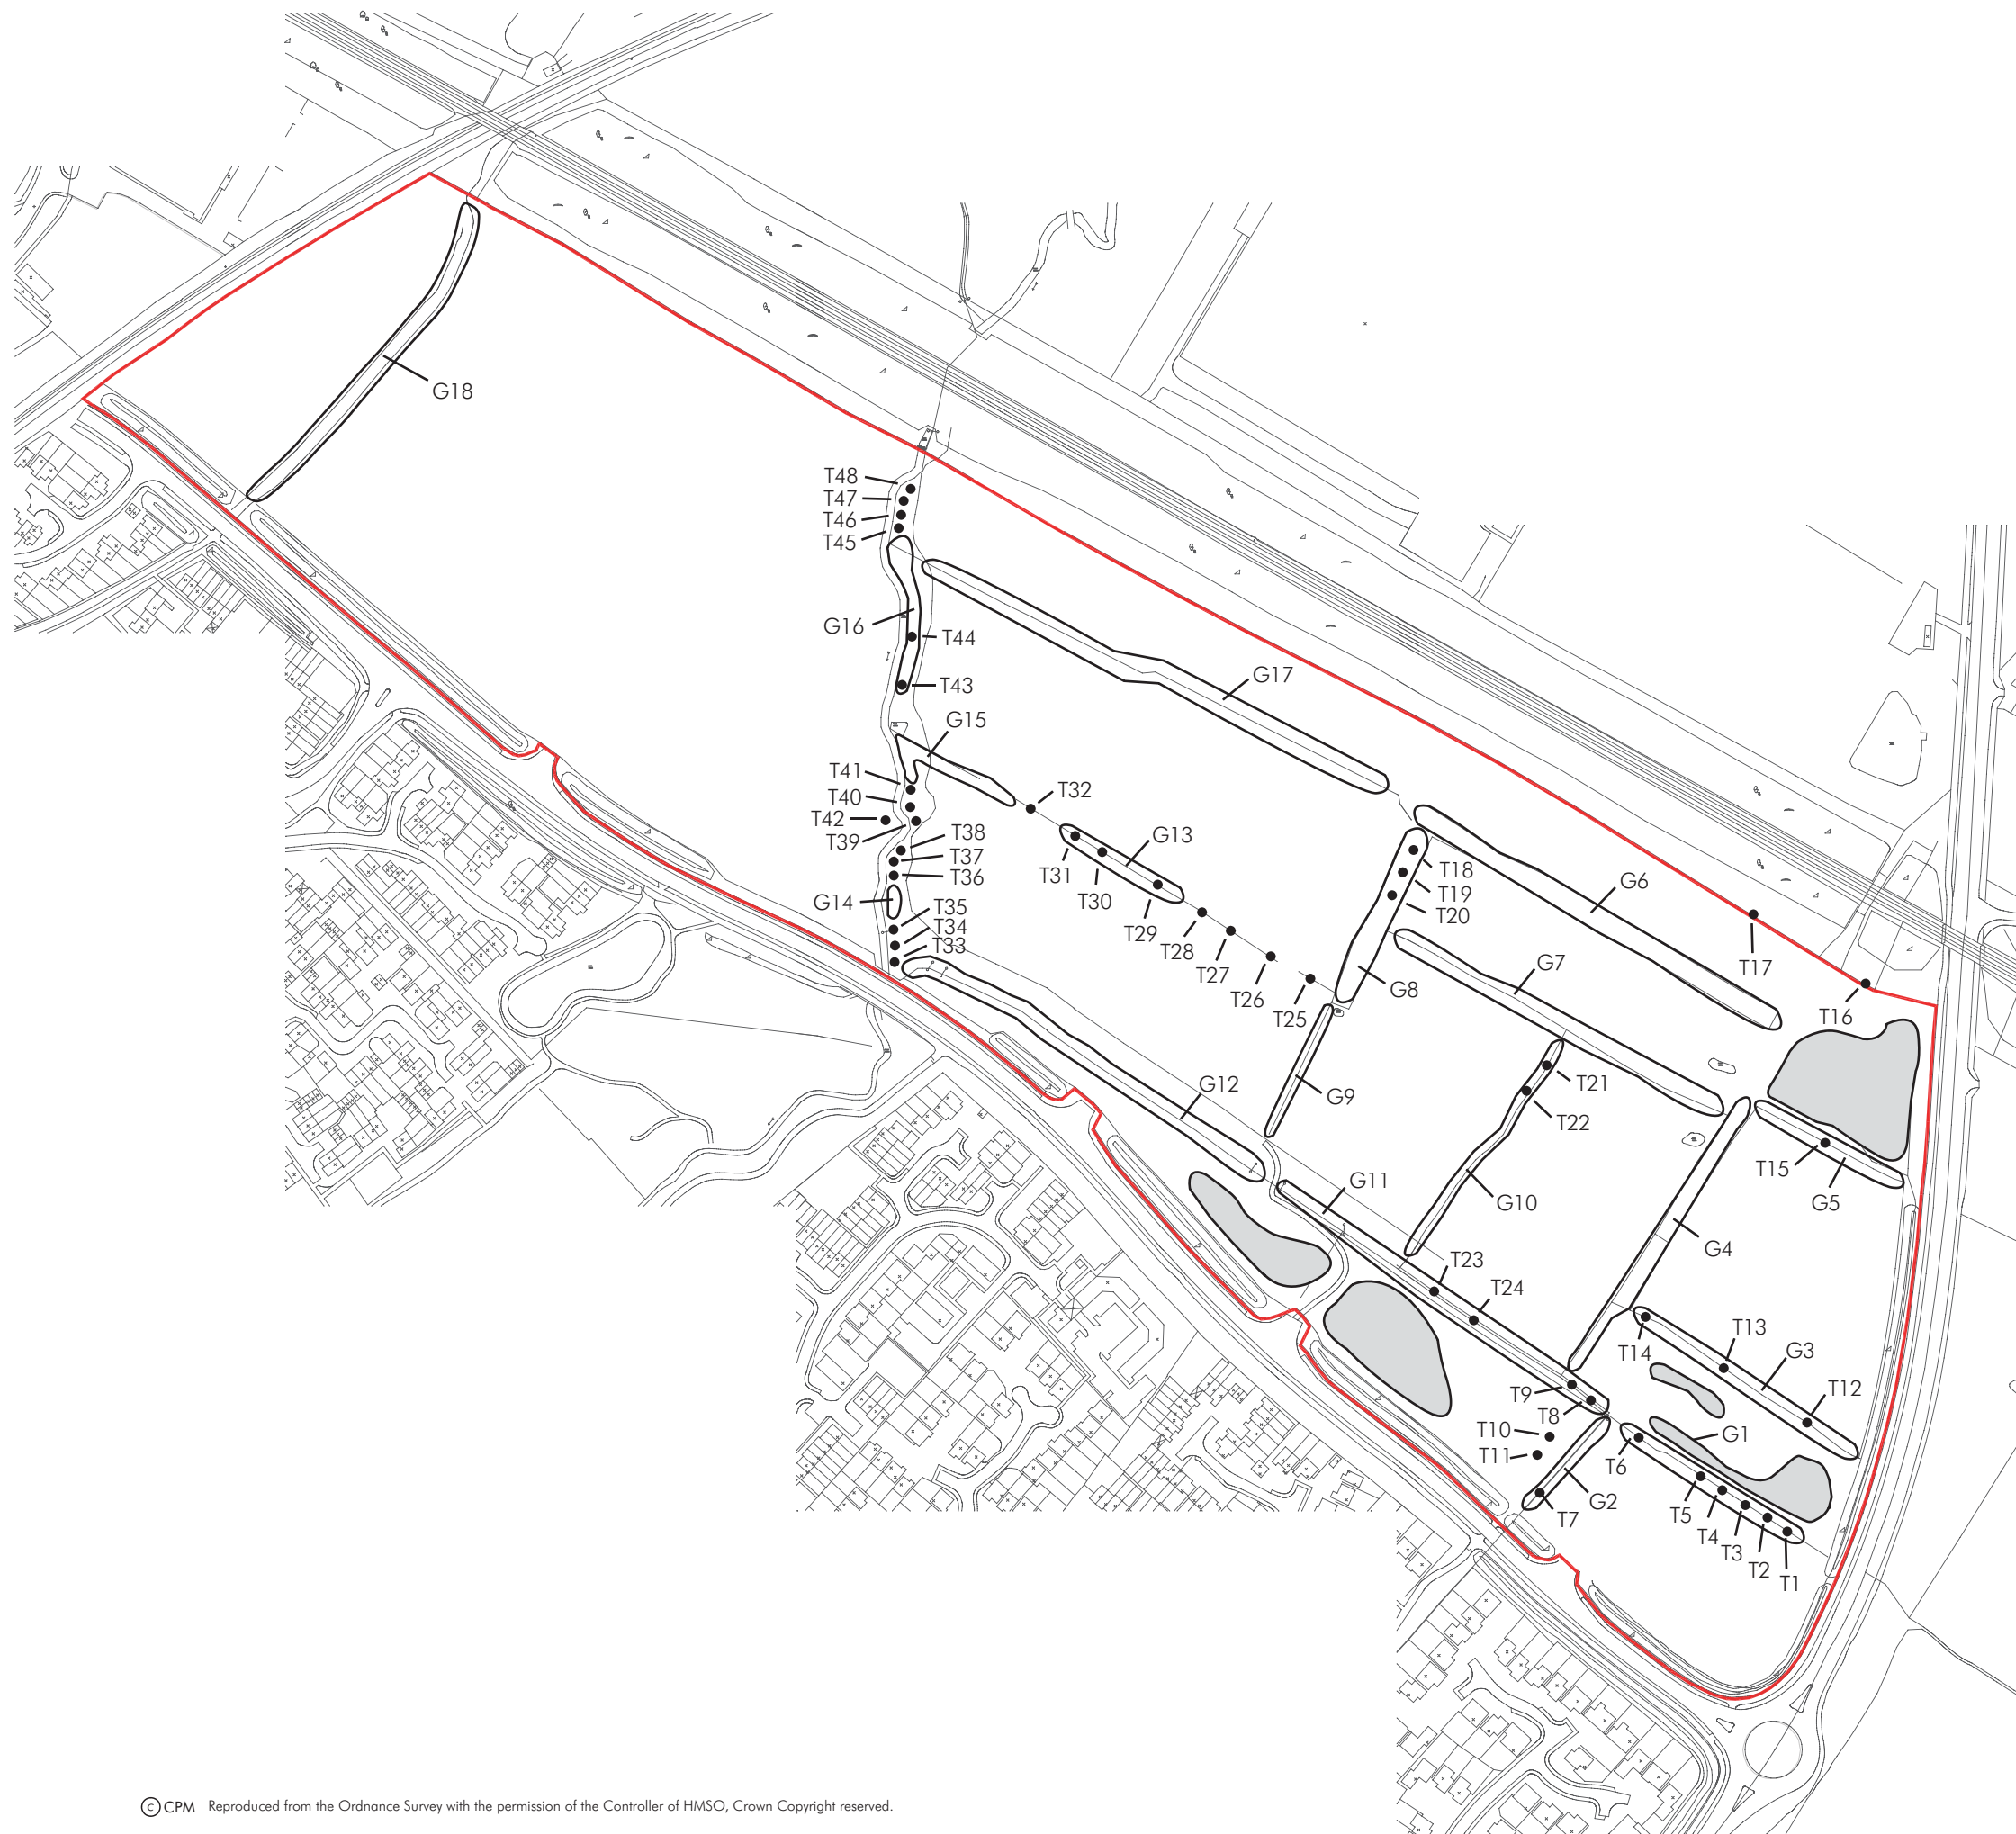 G18
T48
T47
T46
T45
G16
T44
T43
G17
G15
T41
T40
T42
T39
T32
T38
T37
T36
G14
T35
T34
T33
G13
T31
T30
T29
T28
T27
T26
T25
T18
T19
T20
G6
T17
T16
G7
G8
G9
G12
T21
T22
G10
G11
T15
G5
G4
T23
T24
T14
T13
G3
T12
T9
T8
T10
T11
T6
G1
T7
G2
T5
T4
T3
T2
T1
© CPM Reproduced from the Ordnance Survey with the permission of the Controller of HMSO, Crown Copyright reserved.